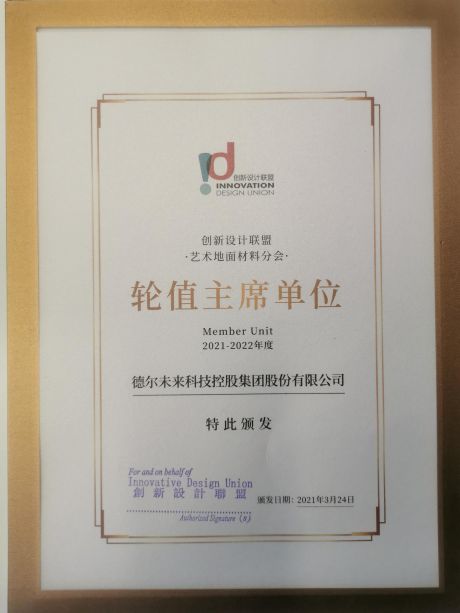 创新设计联盟
INNOVATION
DESIGN UNION
创新设计联盟
·艺术地面材料分会·
轮值主席单位
Member Unit
2021-2022年度
德尔未来科技控股集团股份有限公司
特此颁发
For and on behalf of
Innovative Design Union
創新設計聯盟
Authorized Signature (s)
颁发日期：2021年3月24日